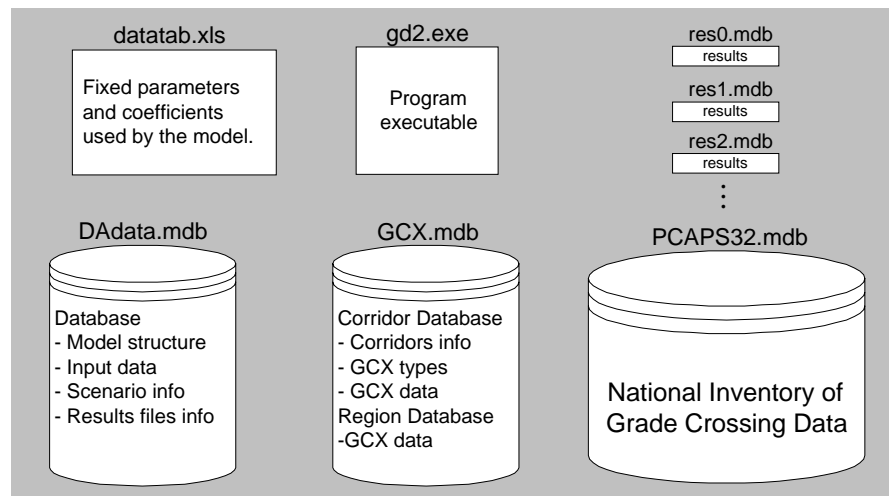 datatab.xls
Fixed parameters
and coefficients
used by the model.
gd2.exe
Program
executable
res0.mdb
results
res1.mdb
results
res2.mdb
results
DAdata.mdb
Database
- Model structure
- Input data
- Scenario info
- Results files info
GCX.mdb
Corridor Database
- Corridors info
- GCX types
- GCX data
Region Database
-GCX data
PCAPS32.mdb
National Inventory of
Grade Crossing Data